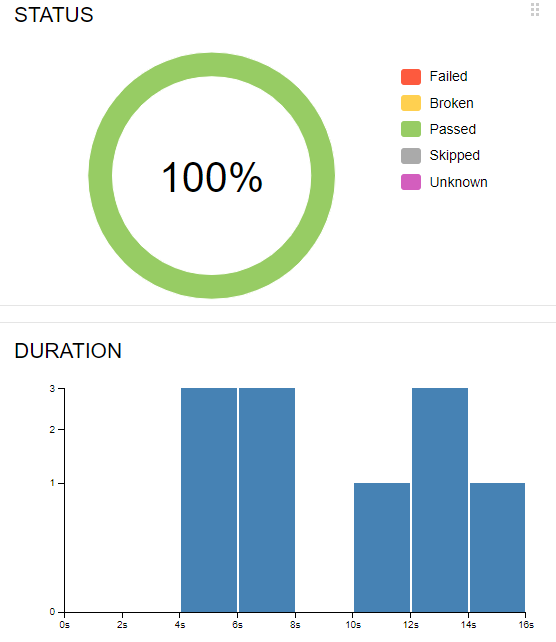 STATUS
100%
Failed
Broken
Passed
Skipped
Unknown
DURATION
3
2
1
0
0s 2s 4s 6s 8s 10s 12s 14s 16s